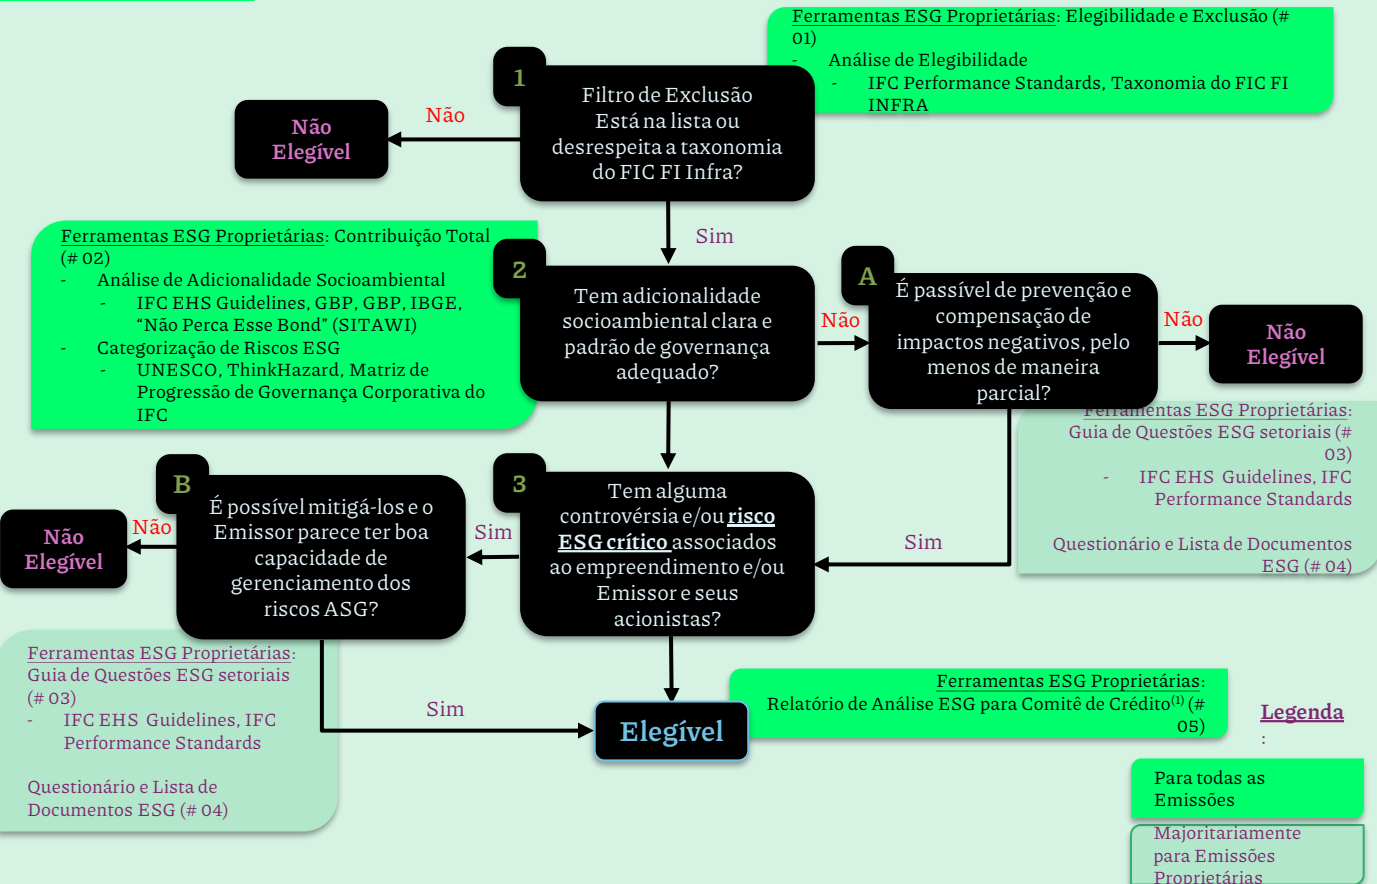 Ferramentas ESG Proprietárias: Elegibilidade e Exclusão (#
01)
- Análise de Elegibilidade
- IFC Performance Standards, Taxonomia do FIC FI
INFRA
1
Filtro de Exclusão
Está na lista ou
desrespeita a taxonomia
do FIC FI Infra?
Não
Não
Elegível
Sim
Ferramentas ESG Proprietárias: Contribuição Total
(# 02)
- Análise de Adicionalidade Socioambiental
- IFC EHS Guidelines, GBP, GBP, IBGE,
“Não Perca Esse Bond” (SITAWI)
- Categorização de Riscos ESG
- UNESCO, ThinkHazard, Matriz de
Progressão de Governança Corporativa do
IFC
2
Tem adicionalidade
socioambiental clara e
padrão de governança
adequado?
Não
A
É passível de prevenção e
compensação de
impactos negativos, pelo
menos de maneira
parcial?
Não
Não
Elegível
Ferramentas ESG Proprietárias:
Guia de Questões ESG setoriais (#
03)
- IFC EHS Guidelines, IFC
Performance Standards
Questionário e Lista de Documentos
ESG (# 04)
Sim
3
Tem alguma
controvérsia e/ou risco
ESG crítico associados
ao empreendimento e/ou
Emissor e seus
acionistas?
Sim
B
É possível mitigá-los e o
Emissor parece ter boa
capacidade de
gerenciamento dos
riscos ASG?
Não
Não
Elegível
Ferramentas ESG Proprietárias:
Guia de Questões ESG setoriais
(# 03)
- IFC EHS Guidelines, IFC
Performance Standards
Questionário e Lista de
Documentos ESG (# 04)
Sim
Elegível
Ferramentas ESG Proprietárias:
Relatório de Análise ESG para Comitê de Crédito(1) (#
05)
Legenda
:
Para todas as
Emissões
Majoritariamente
para Emissões
Proprietárias